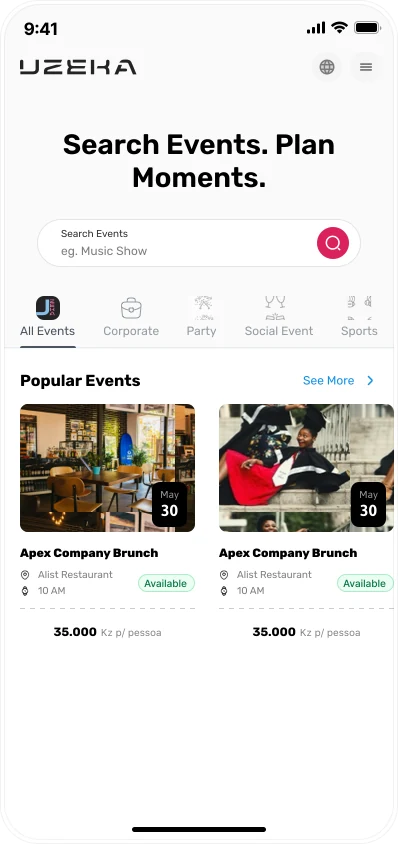 9:41
UZEKA
Search Events. Plan
Moments.
Search Events
eg. Music Show
All Events
Corporate
Party
Social Event
Sports
Popular Events
See More
May
30
May
30
Apex Company Brunch
Apex Company Brunch
Alist Restaurant
10 AM
Available
Alist Restaurant
10 AM
Available
35.000 Kz p/ pessoa
35.000 Kz p/ pessoa